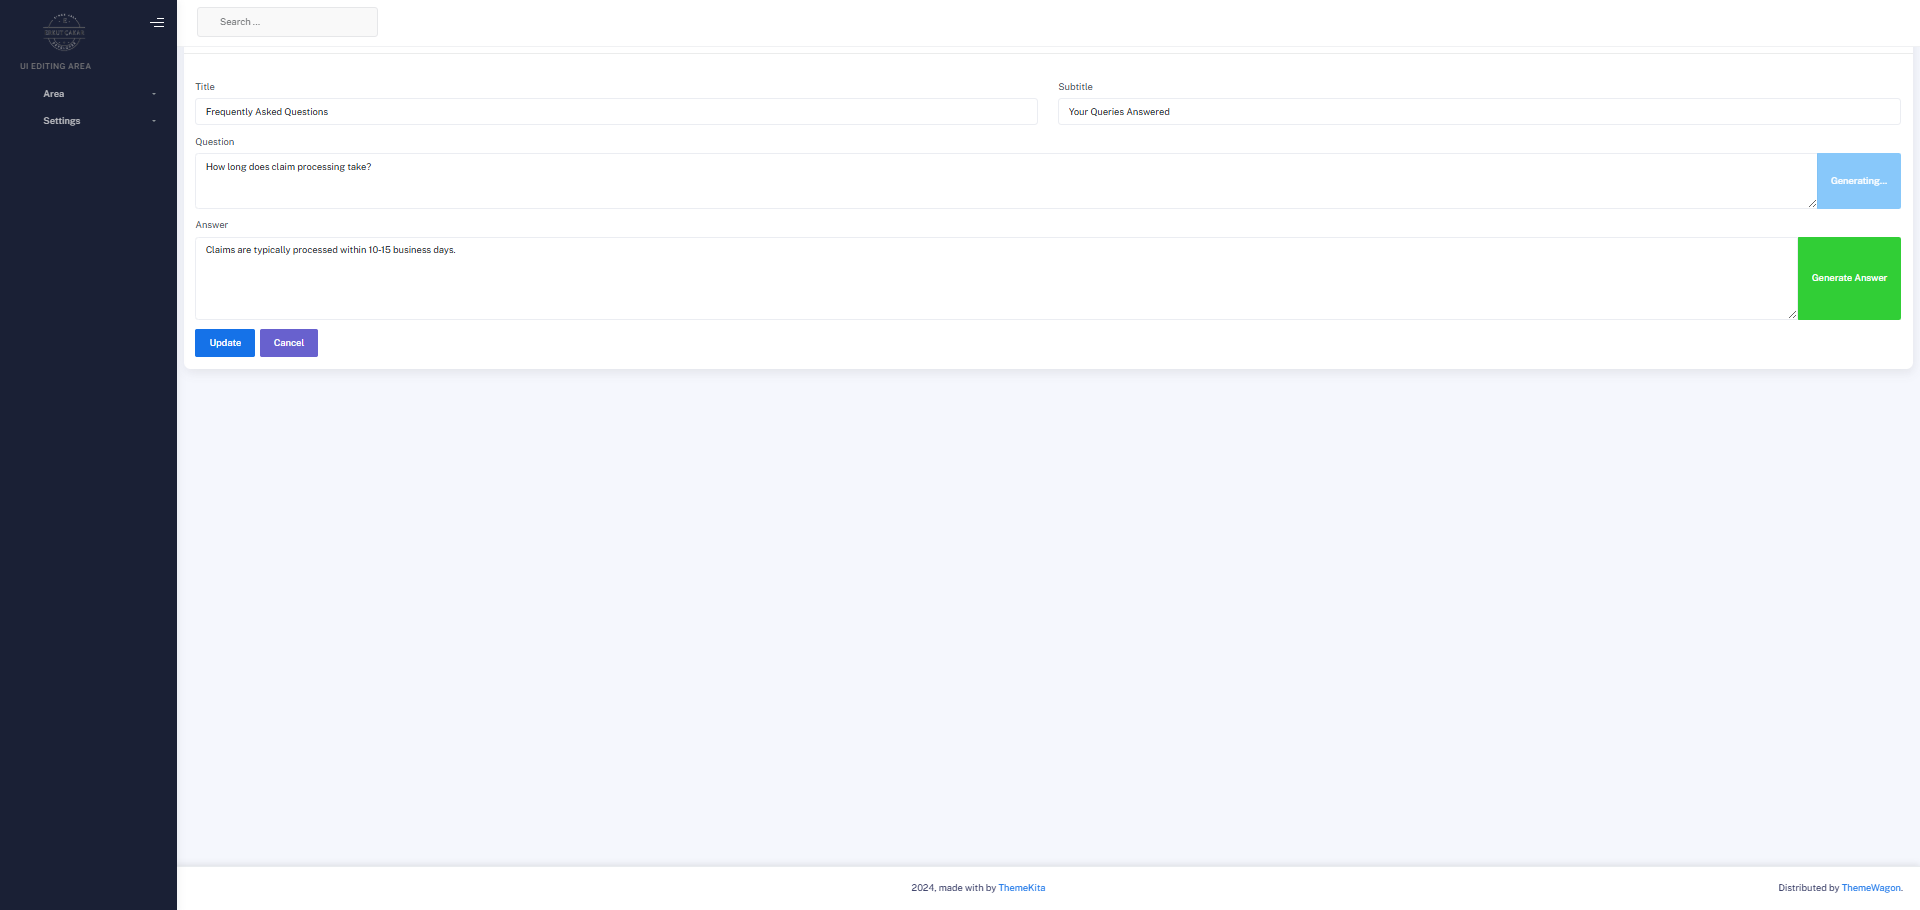 Search ...
UI EDITING AREA
Area
Settings
Title
Subtitle
Frequently Asked Questions
Your Queries Answered
Question
How long does claim processing take?
Generating...
Answer
Claims are typically processed within 10-15 business days.
Generate Answer
Update
Cancel
2024, made with by ThemeKita
Distributed by ThemeWagon.